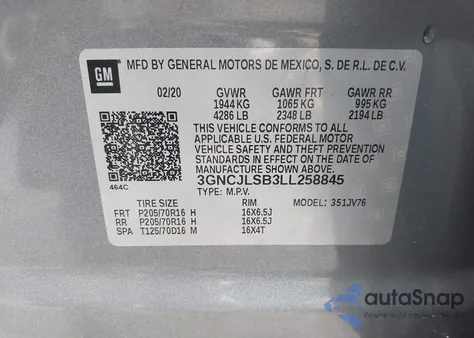 GM
MFD BY GENERAL MOTORS DE MEXICO, S. DE R.L. DE C.V.
02/20 GVWR GAWR FRT GAWR RR
1944 KG 1065 KG 995 KG
4286 LB 2348 LB 2194 LB
THIS VEHICLE CONFORMS TO ALL
APPLICABLE U.S. FEDERAL MOTOR
VEHICLE SAFETY AND THEFT
PREVENTION STANDARDS IN EFFECT
ON THE DATE OF MANUFACTURE
SHOWN ABOVE.
464C 3GNCJLSB3LL258845
TYPE: M.P.V. MODEL: 351JV76
TIRE SIZE RIM
FRT P205/70R16 H 16X6.5J
RR P205/70R16 H 16X6.5J
SPA T125/70D16 M 16X4T
autoSnap